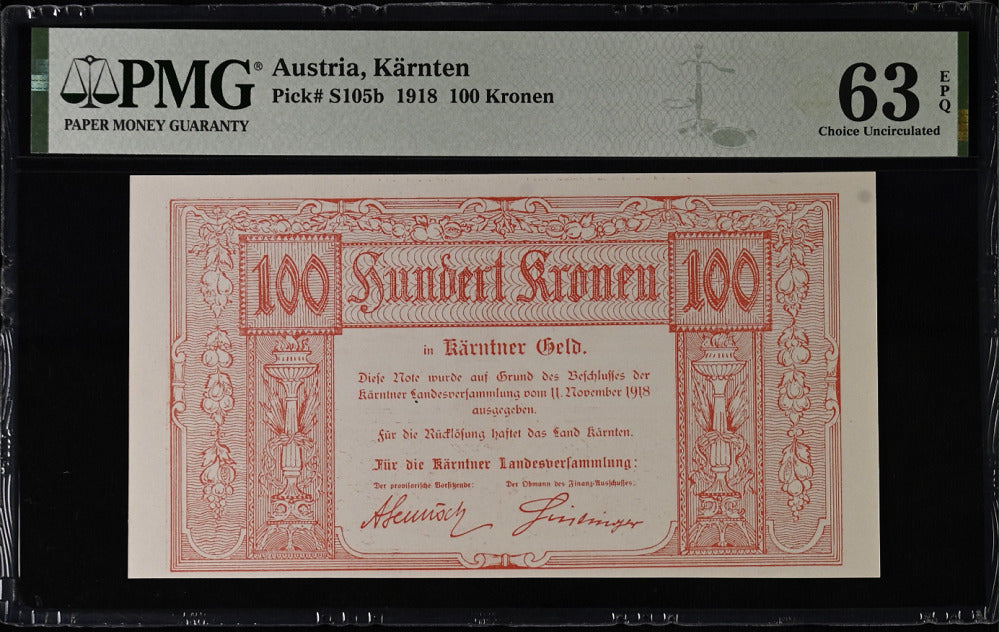 PMG®
PAPER MONEY GUARANTY
Austria, Kärnten
Pick# S105b 1918 100 Kronen
63 EPQ
Choice Uncirculated
100 Hundert Kronen 100
in Kärntner Geld.
Diese Note wurde auf Grund des Beschlusses der
Kärntner Landesversammlung vom 11. November 1918
ausgegeben.
Für die Rücklösung haftet das Land Kärnten.
Für die Kärntner Landesversammlung:
Der provisorische Vorsitzende: Der Obmann des Finanz-Ausschusses: